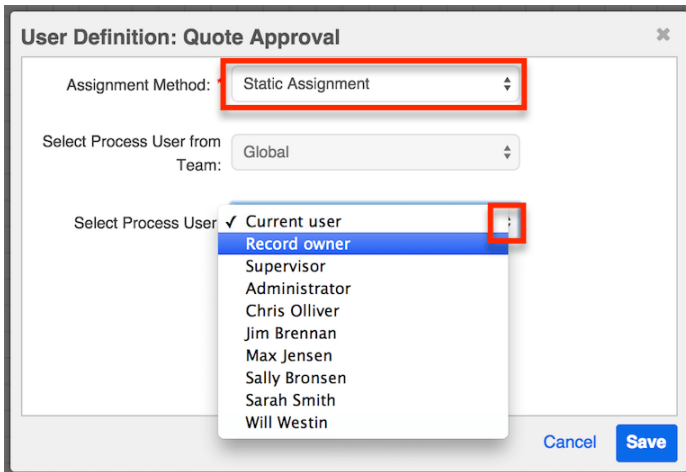 User Definition: Quote Approval
Assignment Method: *
Static Assignment
Select Process User from
Team:
Global
Select Process User
✓ Current user
Record owner
Supervisor
Administrator
Chris Olliver
Jim Brennan
Max Jensen
Sally Bronsen
Sarah Smith
Will Westin
Cancel
Save